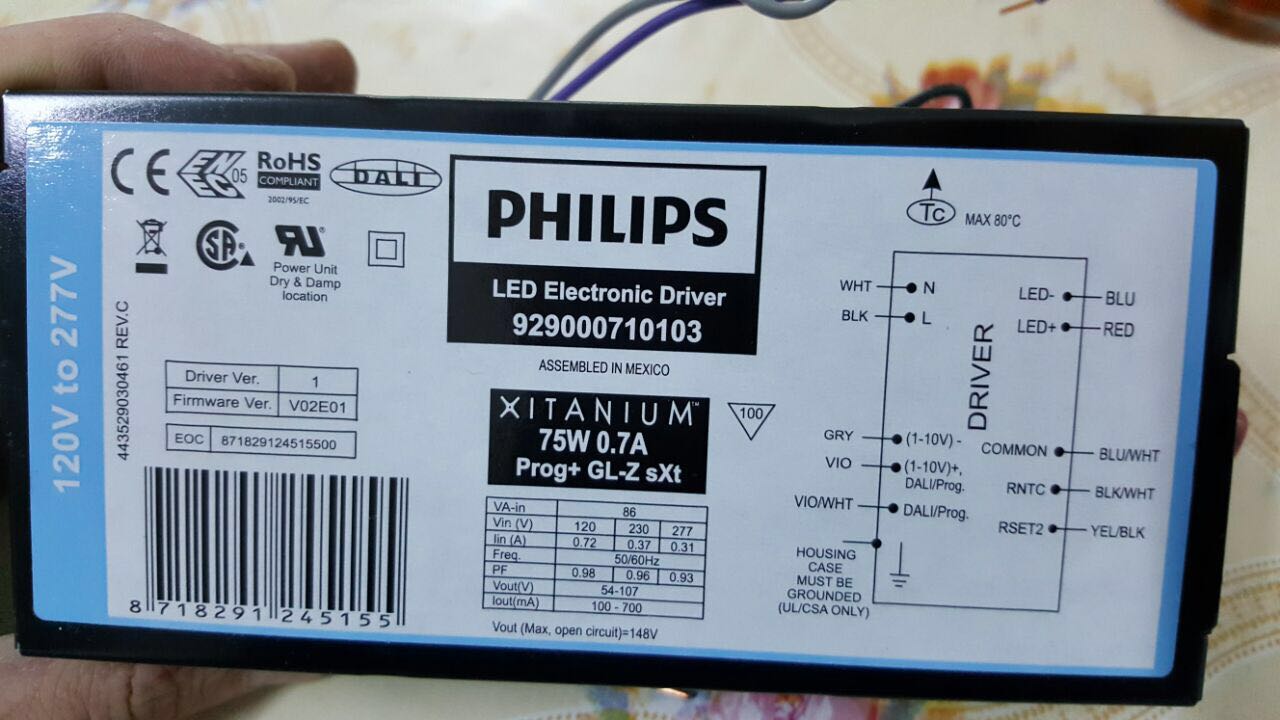 120V to 277V
443529030461 REV.C
CE
ENEC 05
RoHS
COMPLIANT
2002/95/EC
DALI
SA
RU
Power Unit
Dry & Damp
location
Driver Ver. 1
Firmware Ver. V02E01
EOC 871829124515500
8 718291 245155
PHILIPS
LED Electronic Driver
929000710103
ASSEMBLED IN MEXICO
XITANIUM™
75W 0.7A
Prog+ GL-Z sXt
100
VA-in 86
Vin (V) 120 230 277
Iin (A) 0.72 0.37 0.31
Freq. 50/60Hz
PF 0.98 0.96 0.93
Vout(V) 54-107
Iout(mA) 100 - 700
Vout (Max, open circuit)=148V
Tc MAX 80°C
WHT N
BLK L
GRY (1-10V) -
VIO (1-10V)+,
DALI/Prog.
VIO/WHT DALI/Prog.
HOUSING
CASE
MUST BE
GROUNDED
(UL/CSA ONLY)
DRIVER
LED- BLU
LED+ RED
COMMON BLU/WHT
RNTC BLK/WHT
RSET2 YEL/BLK